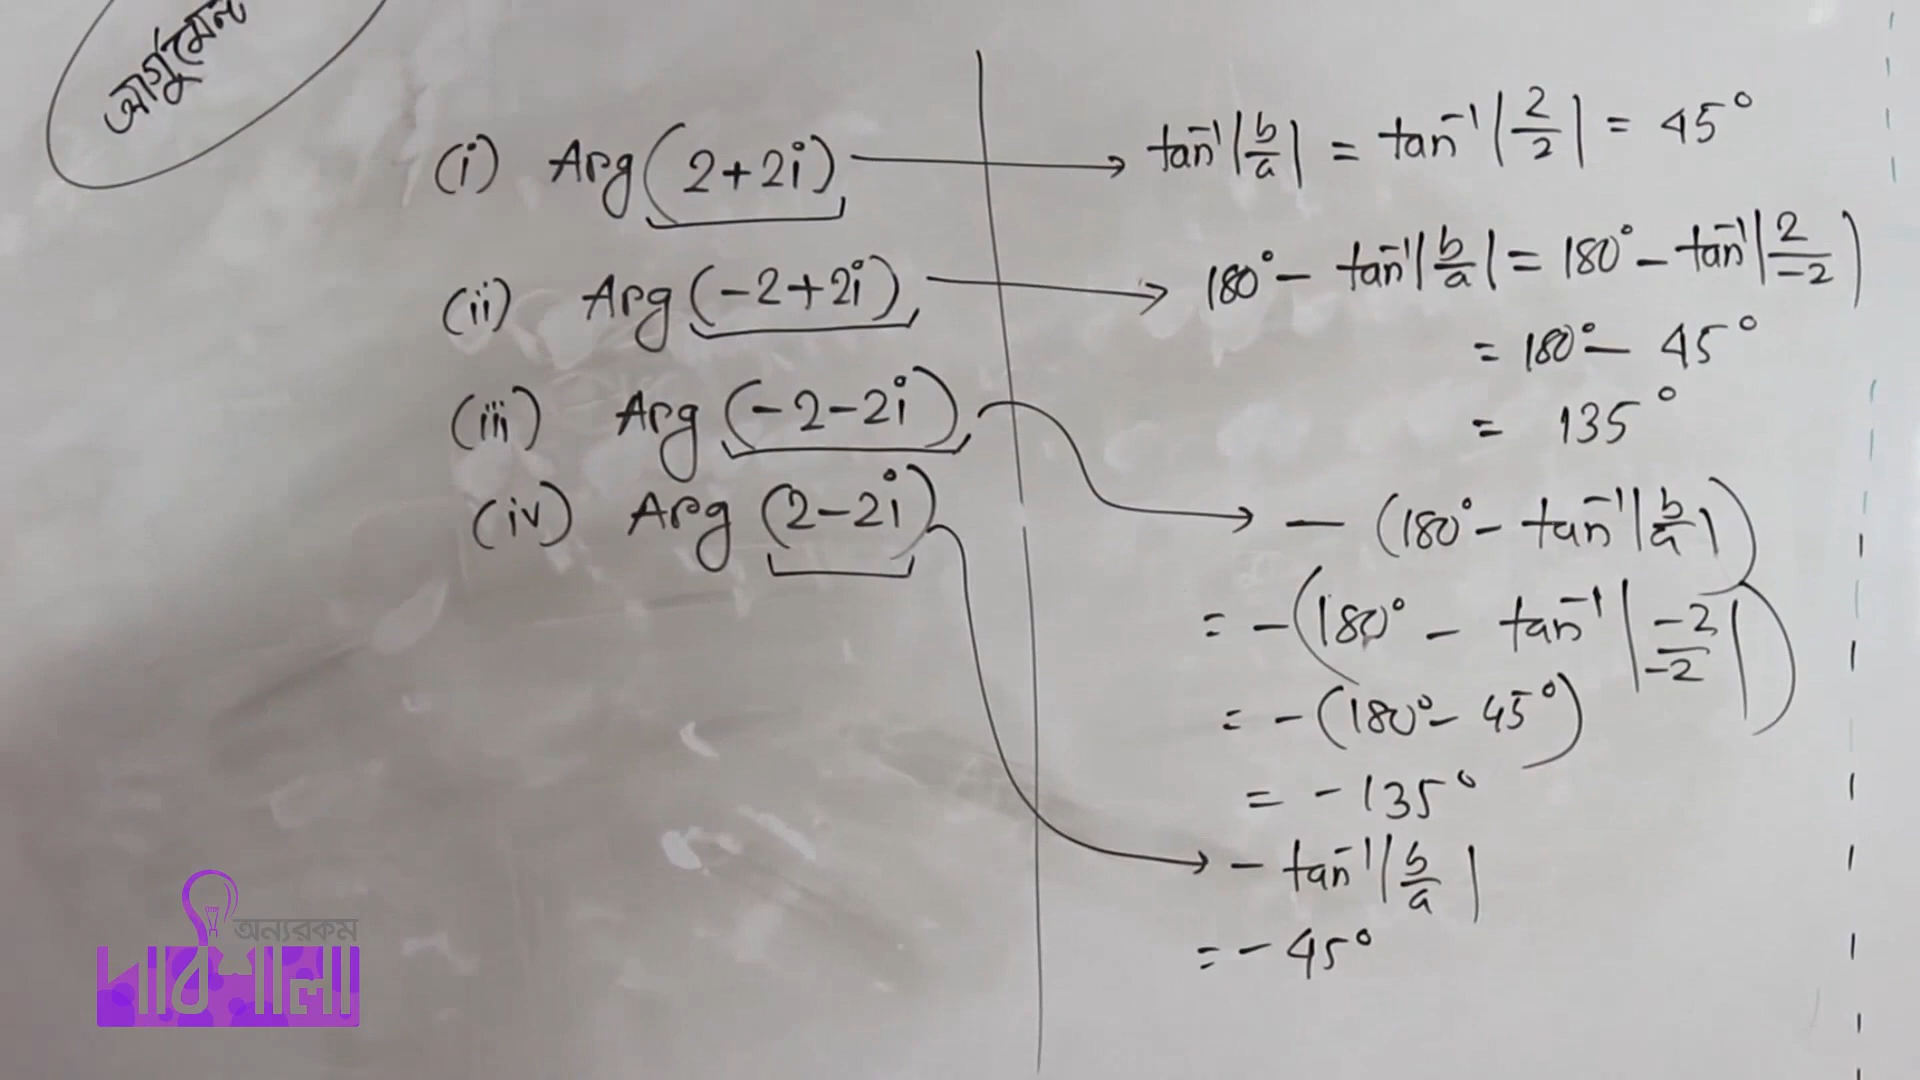 আর্গুমেন্ট
(i) Arg (2+2i) → tan⁻¹|b/a| = tan⁻¹|2/2| = 45°
(ii) Arg (-2+2i) → 180° - tan⁻¹|b/a| = 180° - tan⁻¹|2/-2|
= 180° - 45°
= 135°
(iii) Arg (-2-2i) → - (180° - tan⁻¹|b/a|)
= - (180° - tan⁻¹|-2/-2|)
= - (180° - 45°)
= - 135°
(iv) Arg (2-2i) → - tan⁻¹|b/a|
= - 45°
অন্যরকম
পাঠশালা